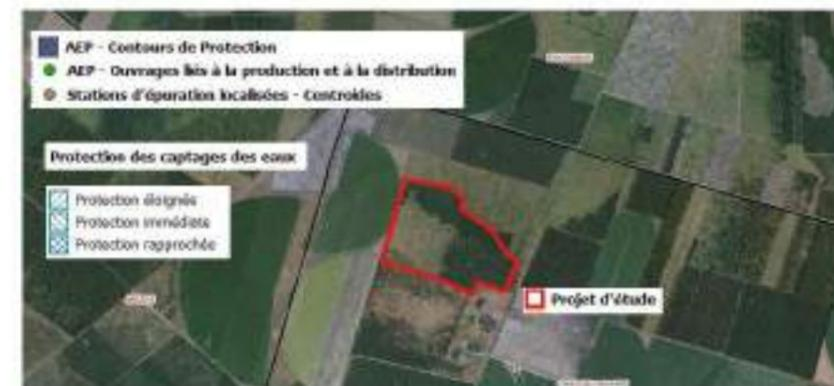 AEP - Contours de Protection
AEP - Ouvrages liés à la production et à la distribution
Stations d'épuration localisées - Centroïdes
Protection des captages des eaux
Protection éloignée
Protection immédiate
Protection rapprochée
Projet d'étude